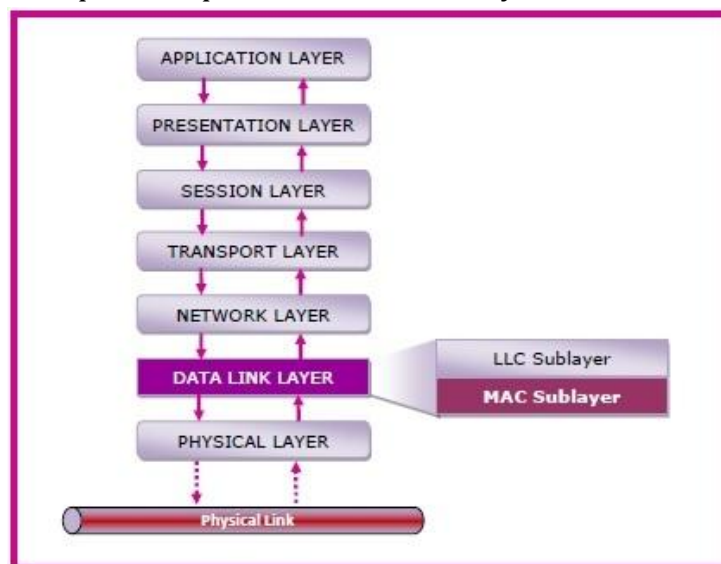 APPLICATION LAYER
PRESENTATION LAYER
SESSION LAYER
TRANSPORT LAYER
NETWORK LAYER
DATA LINK LAYER
LLC Sublayer
MAC Sublayer
PHYSICAL LAYER
Physical Link